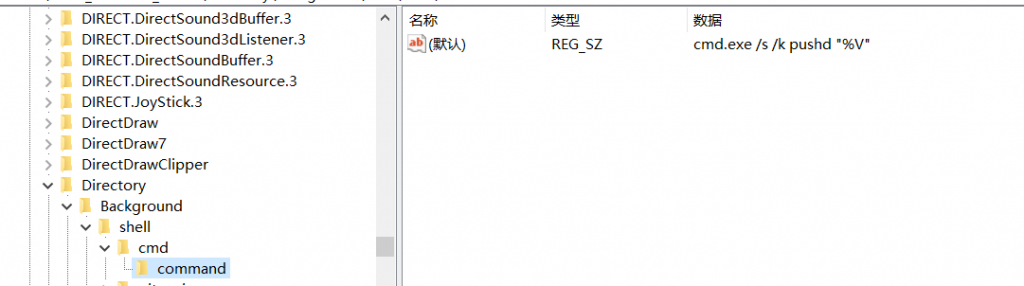 DIRECT.DirectSound3dBuffer.3
DIRECT.DirectSound3dListener.3
DIRECT.DirectSoundBuffer.3
DIRECT.DirectSoundResource.3
DIRECT.JoyStick.3
DirectDraw
DirectDraw7
DirectDrawClipper
Directory
Background
shell
cmd
command
名称 类型 数据
ab (默认) REG_SZ cmd.exe /s /k pushd "%V"